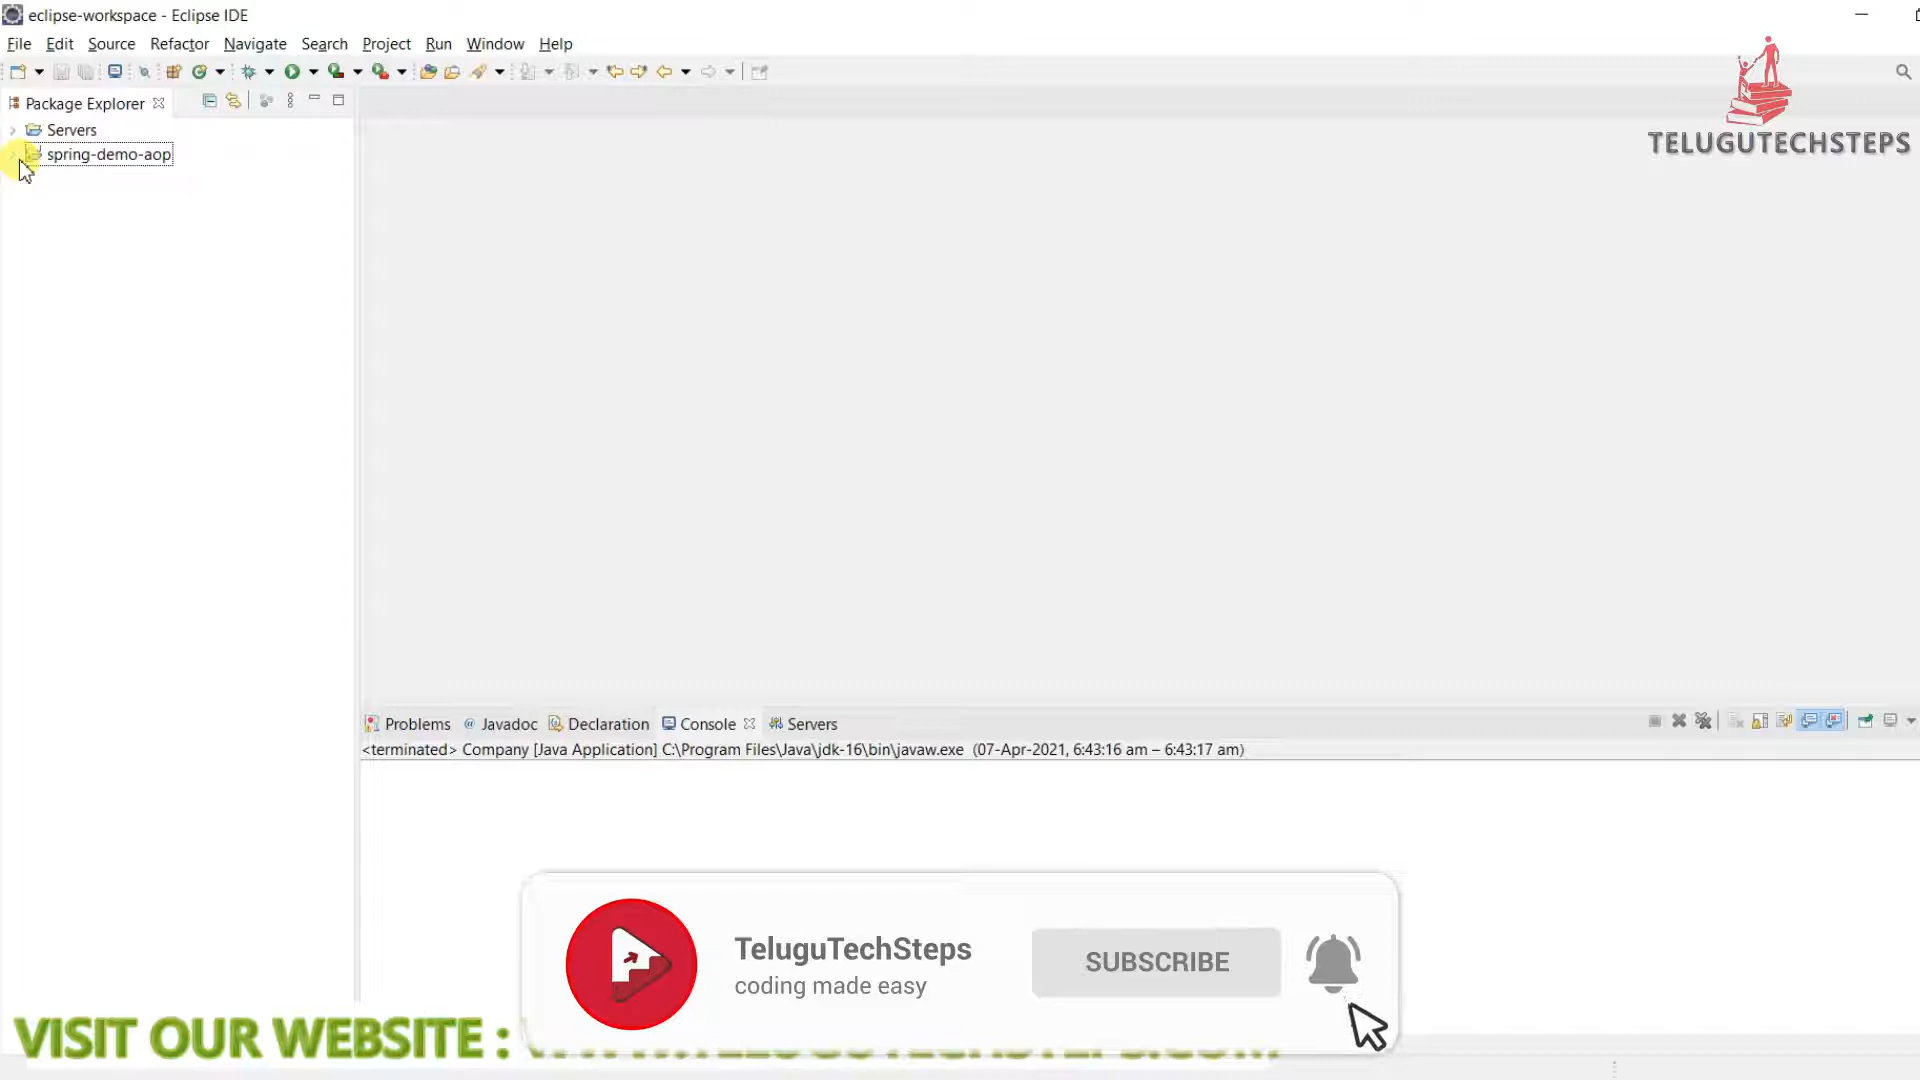 eclipse-workspace - Eclipse IDE
File Edit Source Refactor Navigate Search Project Run Window Help
Package Explorer
Servers
spring-demo-aop
TELUGUTECHSTEPS
Problems @ Javadoc Declaration Console Servers
<terminated> Company [Java Application] C:\Program Files\Java\jdk-16\bin\javaw.exe (07-Apr-2021, 6:43:16 am – 6:43:17 am)
TeluguTechSteps
coding made easy
SUBSCRIBE
VISIT OUR WEBSITE :